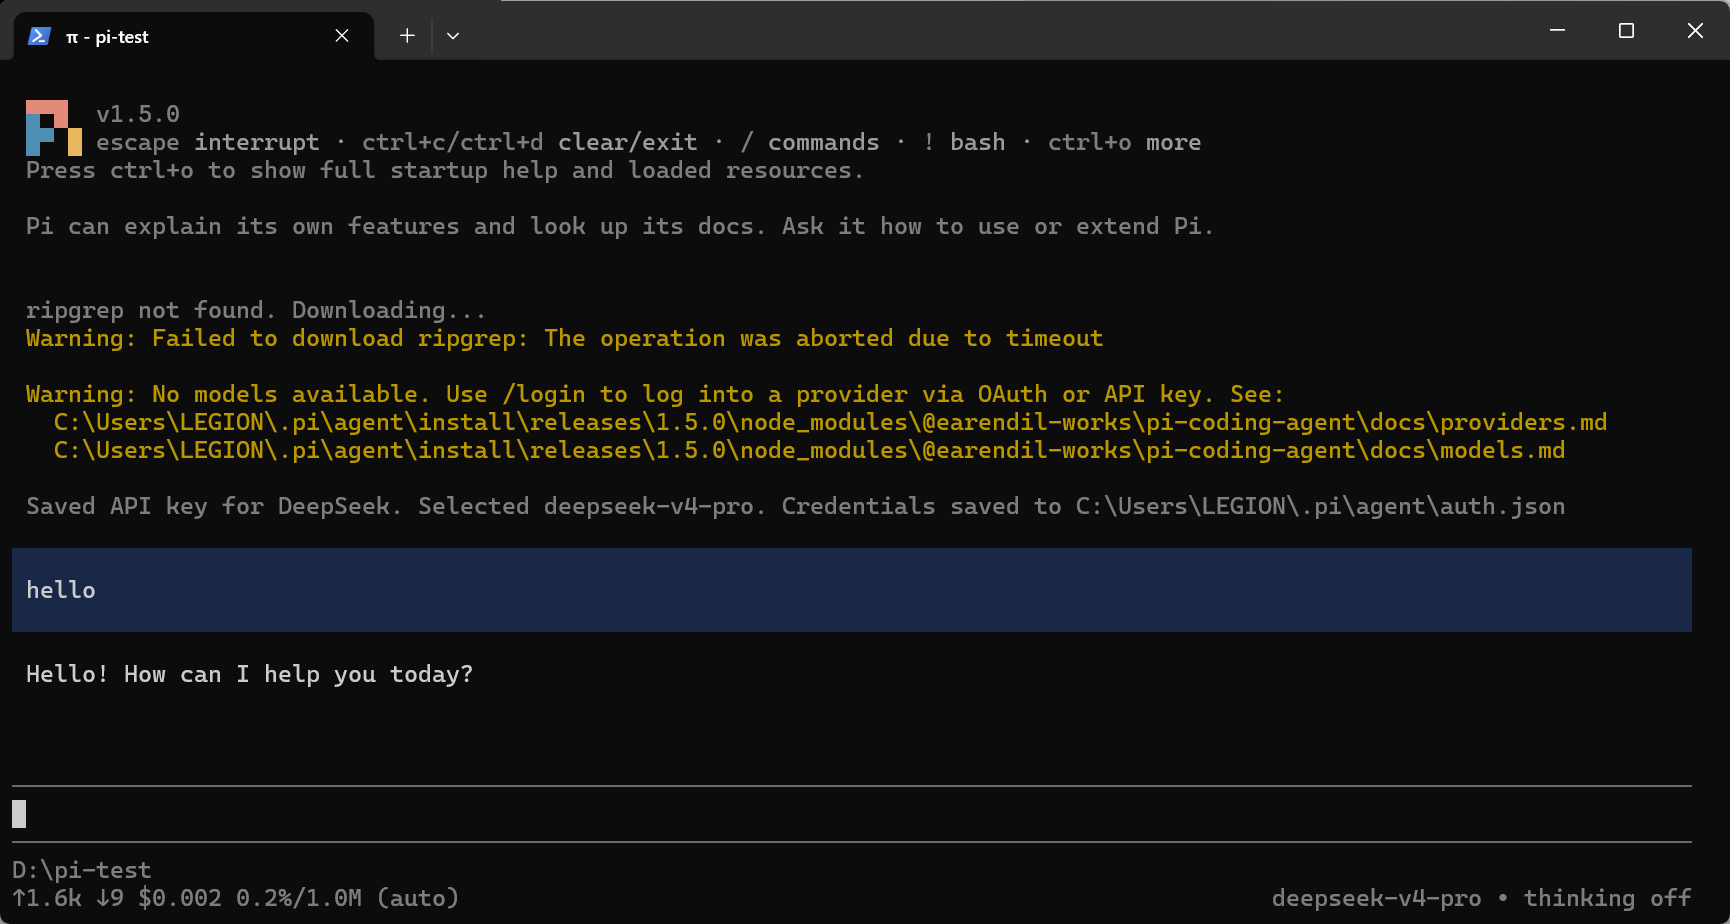 π - pi-test
v1.5.0
escape interrupt · ctrl+c/ctrl+d clear/exit · / commands · ! bash · ctrl+o more
Press ctrl+o to show full startup help and loaded resources.
Pi can explain its own features and look up its docs. Ask it how to use or extend Pi.
ripgrep not found. Downloading...
Warning: Failed to download ripgrep: The operation was aborted due to timeout
Warning: No models available. Use /login to log into a provider via OAuth or API key. See:
C:\Users\LEGION\.pi\agent\install\releases\1.5.0\node_modules\@earendil-works\pi-coding-agent\docs\providers.md
C:\Users\LEGION\.pi\agent\install\releases\1.5.0\node_modules\@earendil-works\pi-coding-agent\docs\models.md
Saved API key for DeepSeek. Selected deepseek-v4-pro. Credentials saved to C:\Users\LEGION\.pi\agent\auth.json
hello
Hello! How can I help you today?
D:\pi-test
↑1.6k ↓9 $0.002 0.2%/1.0M (auto) deepseek-v4-pro • thinking off